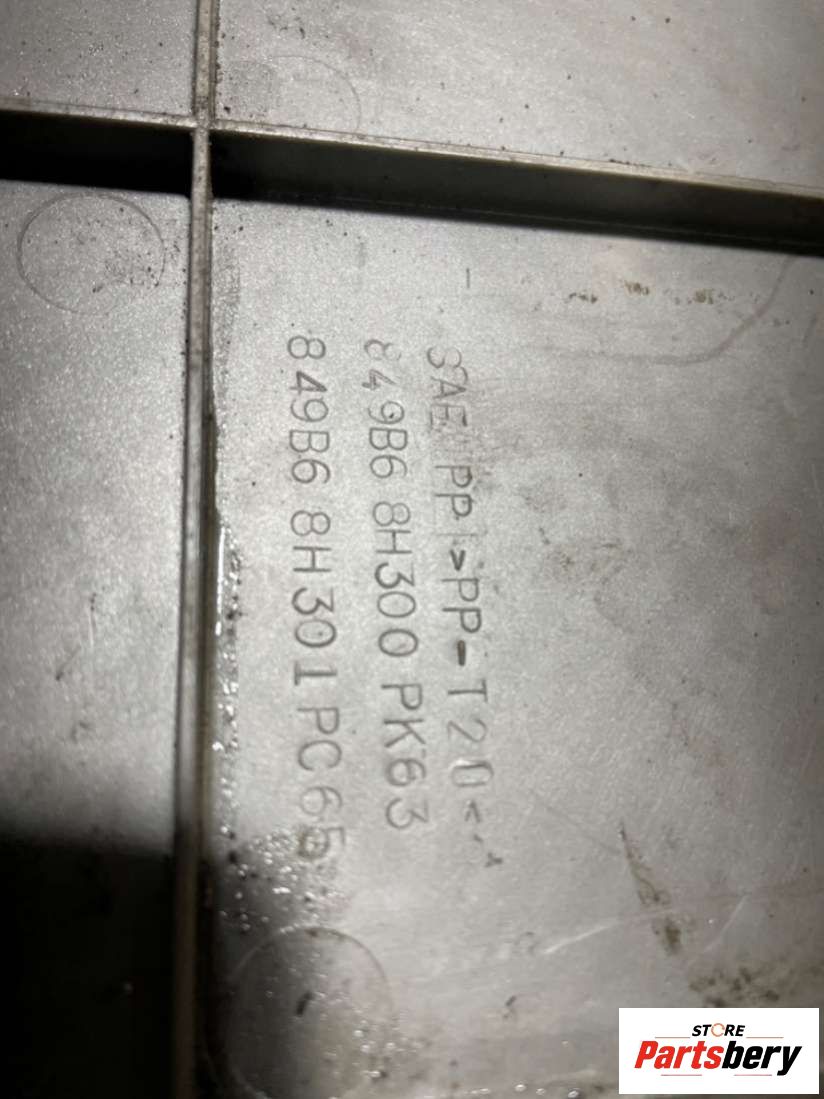 SAE PP >PP-T20<
849B6 8H300 PK63
849B6 8H301 PC65
STORE
Partsbery